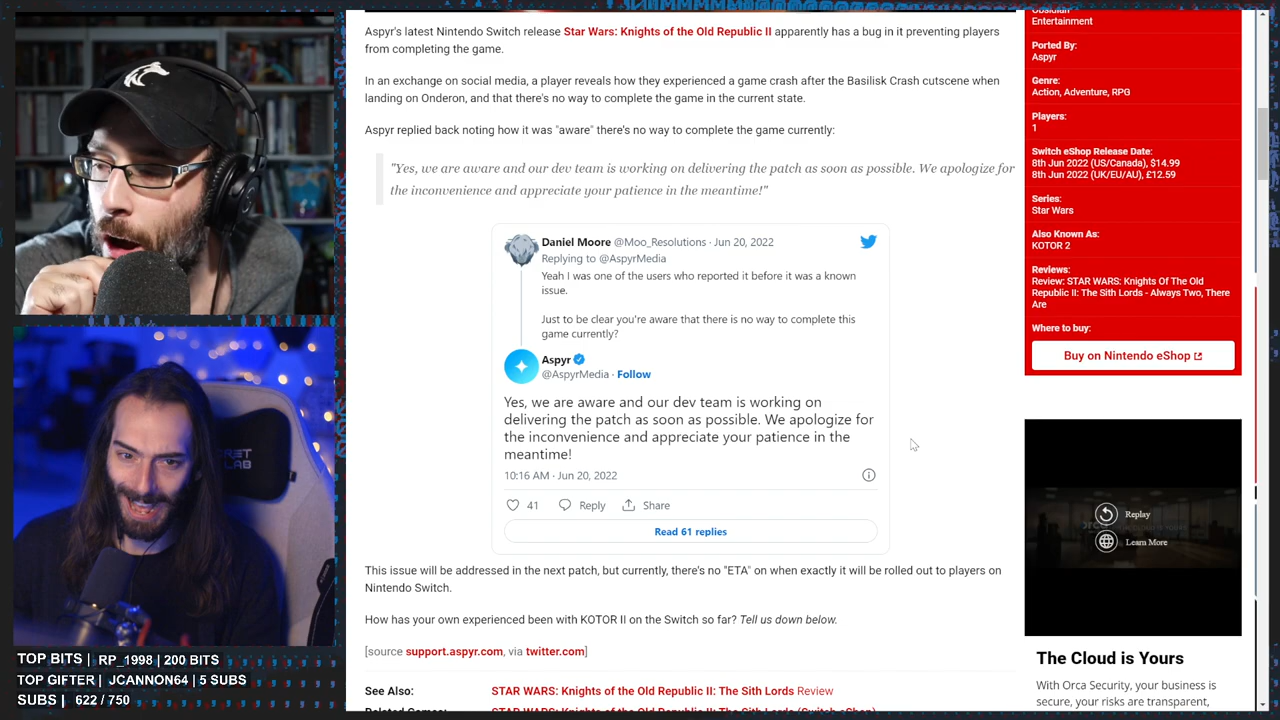 Aspyr's latest Nintendo Switch release Star Wars: Knights of the Old Republic II apparently has a bug in it preventing players
from completing the game.
In an exchange on social media, a player reveals how they experienced a game crash after the Basilisk Crash cutscene when
landing on Onderon, and that there's no way to complete the game in the current state.
Aspyr replied back noting how it was "aware" there's no way to complete the game currently:
"Yes, we are aware and our dev team is working on delivering the patch as soon as possible. We apologize for
the inconvenience and appreciate your patience in the meantime!"
Daniel Moore @Moo_Resolutions · Jun 20, 2022
Replying to @AspyrMedia
Yeah I was one of the users who reported it before it was a known
issue.
Just to be clear you're aware that there is no way to complete this
game currently?
Aspyr
@AspyrMedia · Follow
Yes, we are aware and our dev team is working on
delivering the patch as soon as possible. We apologize for
the inconvenience and appreciate your patience in the
meantime!
10:16 AM · Jun 20, 2022
41 Reply Share
Read 61 replies
This issue will be addressed in the next patch, but currently, there's no "ETA" on when exactly it will be rolled out to players on
Nintendo Switch.
How has your own experienced been with KOTOR II on the Switch so far? Tell us down below.
[source support.aspyr.com, via twitter.com]
See Also: STAR WARS: Knights of the Old Republic II: The Sith Lords Review
Related Games: STAR WARS: Knights of the Old Republic II: The Sith Lords (Switch eShop)
Obsidian
Entertainment
Ported By:
Aspyr
Genre:
Action, Adventure, RPG
Players:
1
Switch eShop Release Date:
8th Jun 2022 (US/Canada), $14.99
8th Jun 2022 (UK/EU/AU), £12.59
Series:
Star Wars
Also Known As:
KOTOR 2
Reviews:
Review: STAR WARS: Knights Of The Old
Republic II: The Sith Lords - Always Two, There
Are
Where to buy:
Buy on Nintendo eShop
Replay
Learn More
The Cloud is Yours
With Orca Security, your business is
secure, your risks are transparent,
TOP BITS | RP_1998 | 200 BITS
TOP GIFTER | JCANNON64 | 5 SUBS
SUBS | 622 / 750